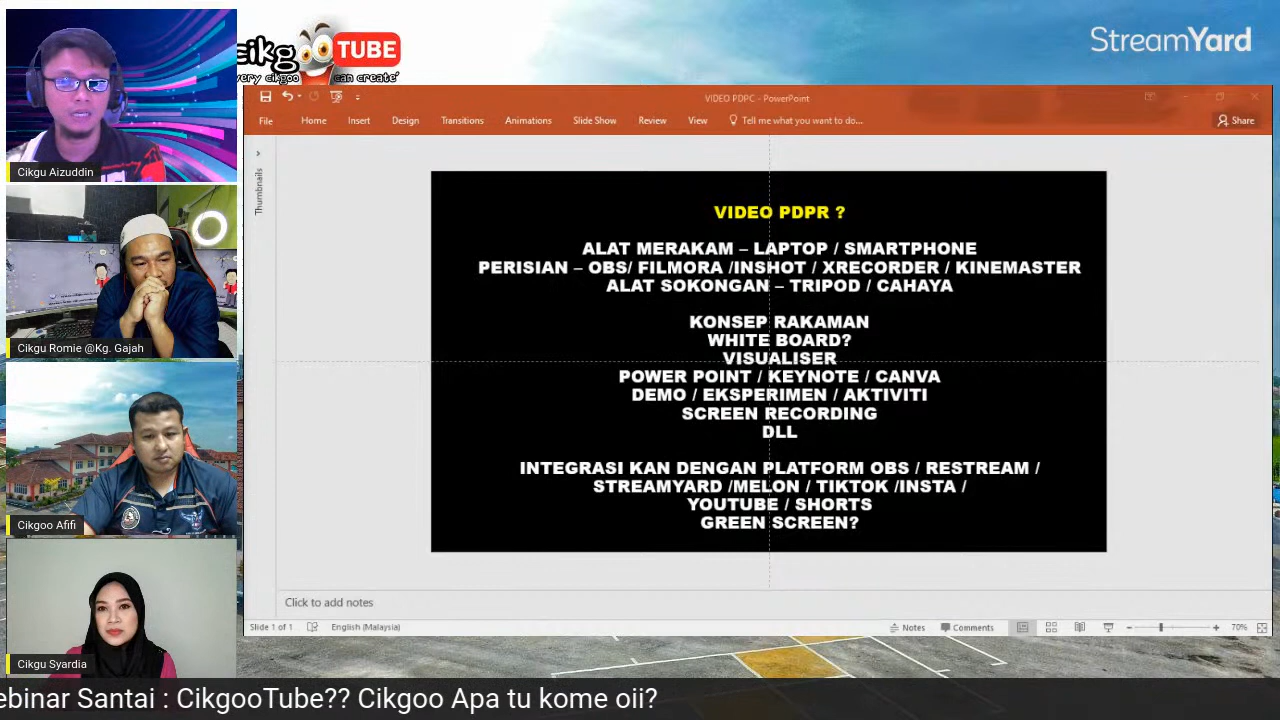 cikgoo TUBE
every cikgoo can create'
StreamYard
VIDEO PDPC - PowerPoint
File Home Insert Design Transitions Animations Slide Show Review View Tell me what you want to do... Share
Thumbnails
VIDEO PDPR ?
ALAT MERAKAM – LAPTOP / SMARTPHONE
PERISIAN – OBS/ FILMORA /INSHOT / XRECORDER / KINEMASTER
ALAT SOKONGAN – TRIPOD / CAHAYA
KONSEP RAKAMAN
WHITE BOARD?
VISUALISER
POWER POINT / KEYNOTE / CANVA
DEMO / EKSPERIMEN / AKTIVITI
SCREEN RECORDING
DLL
INTEGRASI KAN DENGAN PLATFORM OBS / RESTREAM /
STREAMYARD /MELON / TIKTOK /INSTA /
YOUTUBE / SHORTS
GREEN SCREEN?
Click to add notes
Slide 1 of 1 English (Malaysia) Notes Comments 70%
Cikgu Aizuddin
Cikgu Romie @Kg. Gajah
Cikgoo Afifi
Cikgu Syardia
ebinar Santai : CikgooTube?? Cikgoo Apa tu kome oii?